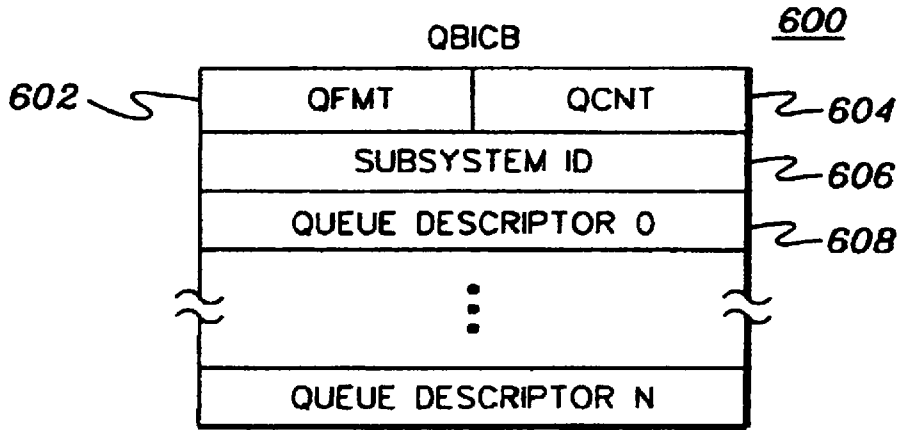 QBICB
600
602
QFMT
QCNT
604
SUBSYSTEM ID
606
QUEUE DESCRIPTOR 0
608
QUEUE DESCRIPTOR N